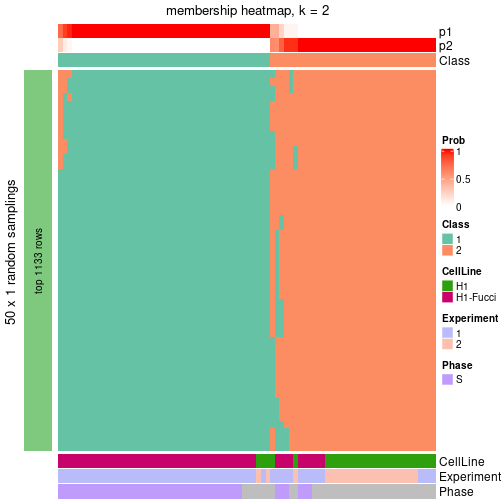 membership heatmap, k = 2
p1
p2
Class
50 x 1 random samplings
top 1133 rows
Prob
1
0.5
0
Class
1
2
CellLine
H1
H1-Fucci
Experiment
1
2
Phase
S
CellLine
Experiment
Phase